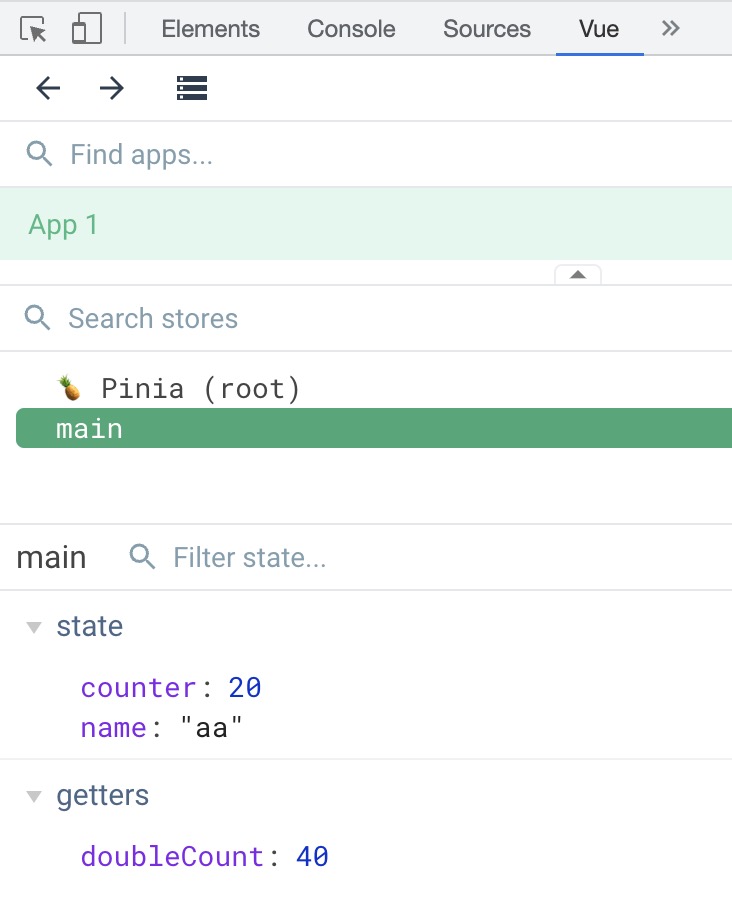 Elements Console Sources Vue
Find apps...
App 1
Search stores
🍍 Pinia (root)
main
main Filter state...
state
counter: 20
name: "aa"
getters
doubleCount: 40